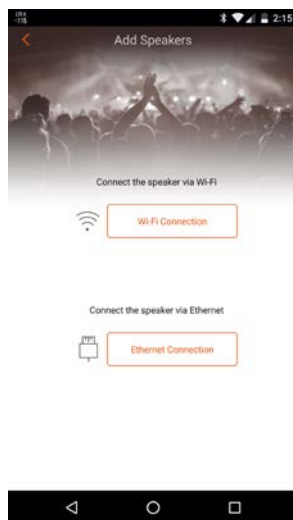 2:15
Add Speakers
Connect the speaker via Wi-Fi
Wi-Fi Connection
Connect the speaker via Ethernet
Ethernet Connection